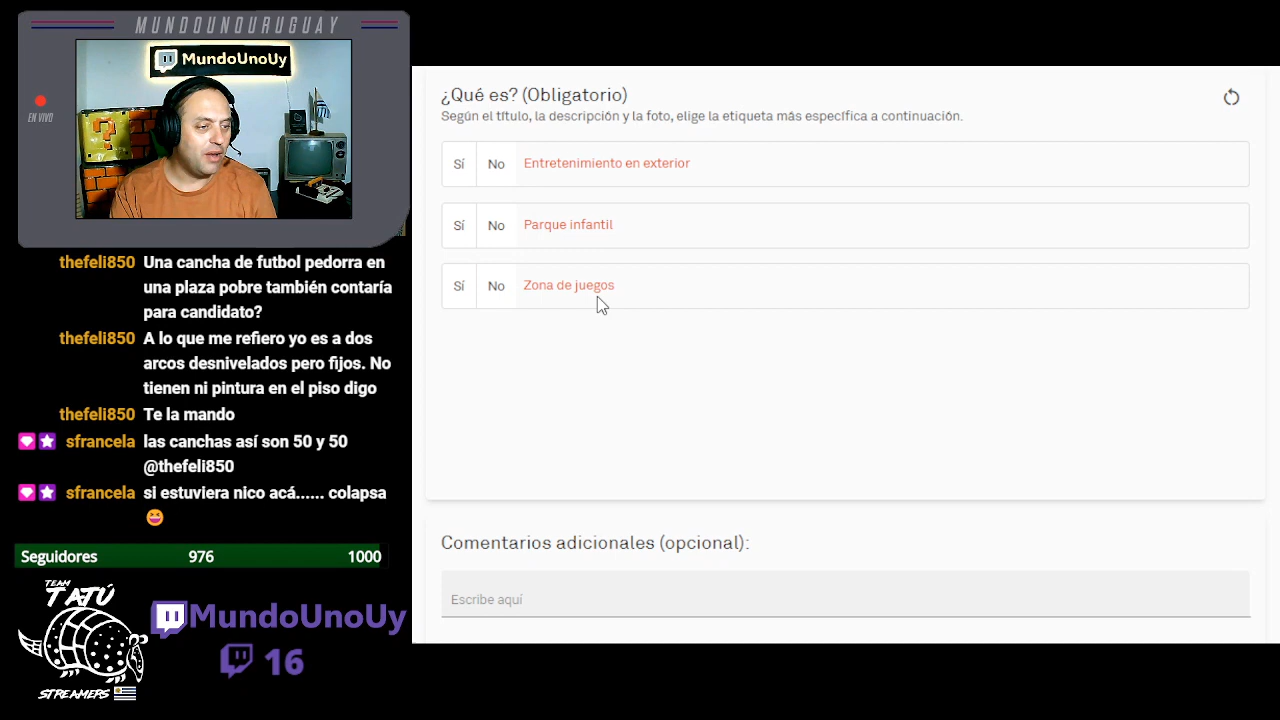 MUNDOUNOURUGUAY
MundoUnoUy
EN VIVO
thefeli850 Una cancha de futbol pedorra en
una plaza pobre también contaría
para candidato?
thefeli850 A lo que me refiero yo es a dos
arcos desnivelados pero fijos. No
tienen ni pintura en el piso digo
thefeli850 Te la mando
sfrancela las canchas así son 50 y 50
@thefeli850
sfrancela si estuviera nico acá...... colapsa
😆
Seguidores 976 1000
TEAM
TATÚ
STREAMERS
MundoUnoUy
16
¿Qué es? (Obligatorio)
Según el título, la descripción y la foto, elige la etiqueta más específica a continuación.
Sí No Entretenimiento en exterior
Sí No Parque infantil
Sí No Zona de juegos
Comentarios adicionales (opcional):
Escribe aquí